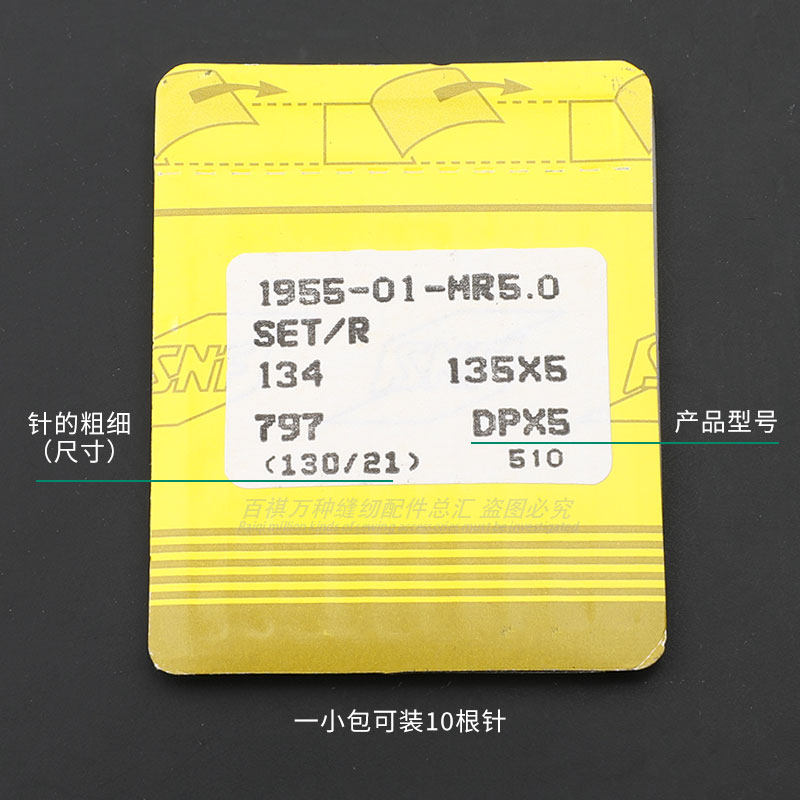 1955-01-MR5.0
SET/R
134 135X5
797 DPX5
(130/21) 510
针的粗细
(尺寸)
产品型号
百祺万种缝纫配件总汇 盗图必究
一小包可装10根针